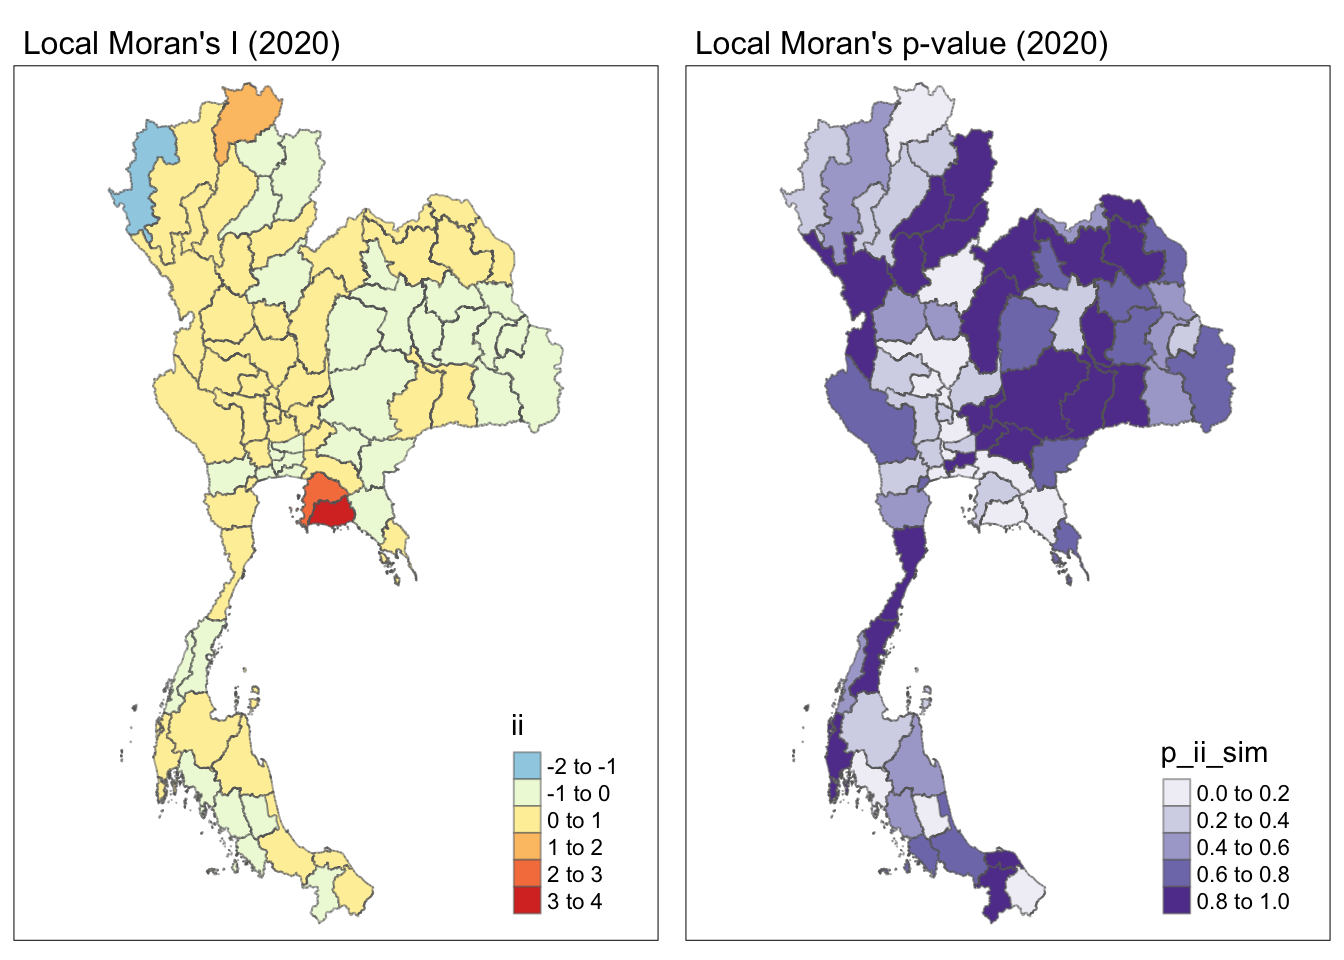 Local Moran's I (2020)
Local Moran's p-value (2020)
ii
-2 to -1
-1 to 0
0 to 1
1 to 2
2 to 3
3 to 4
p_ii_sim
0.0 to 0.2
0.2 to 0.4
0.4 to 0.6
0.6 to 0.8
0.8 to 1.0